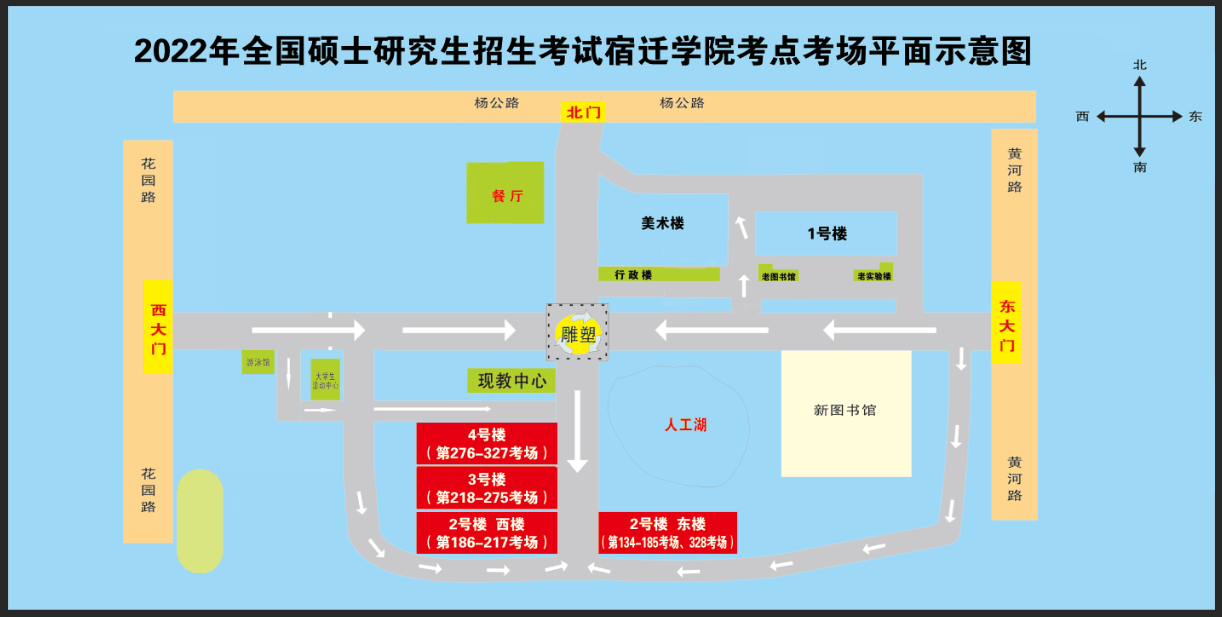 2022年全国硕士研究生招生考试宿迁学院考点考场平面示意图
北
西
东
南
杨公路
北门
杨公路
花园路
黄河路
餐厅
美术楼
1号楼
行政楼
老图书馆
老实验楼
西大门
东大门
雕塑
游泳馆
大学生
活动中心
现教中心
新图书馆
人工湖
4号楼
（第276-327考场）
3号楼
（第218-275考场）
2号楼 西楼
（第186-217考场）
2号楼 东楼
（第134-185考场、328考场）
花园路
黄河路